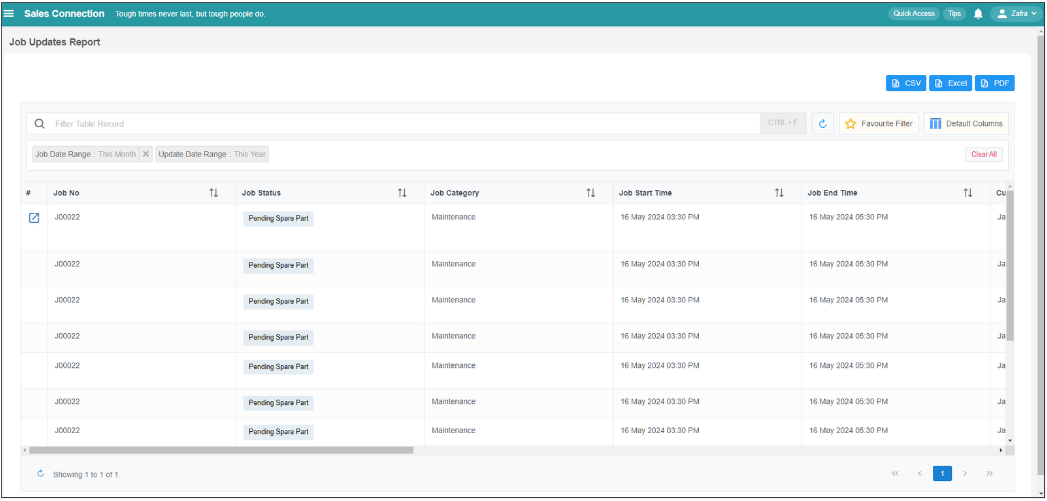 Sales Connection Tough times never last, but tough people do. Quick Access Tips Zafra
Job Updates Report
CSV Excel PDF
Filter Table Record CTRL + F Favourite Filter Default Columns
Job Date Range : This Month Update Date Range : This Year Clear All
# Job No Job Status Job Category Job Start Time Job End Time Cu
J00022 Pending Spare Part Maintenance 16 May 2024 03:30 PM 16 May 2024 05:30 PM Ja
J00022 Pending Spare Part Maintenance 16 May 2024 03:30 PM 16 May 2024 05:30 PM Ja
J00022 Pending Spare Part Maintenance 16 May 2024 03:30 PM 16 May 2024 05:30 PM Ja
J00022 Pending Spare Part Maintenance 16 May 2024 03:30 PM 16 May 2024 05:30 PM Ja
J00022 Pending Spare Part Maintenance 16 May 2024 03:30 PM 16 May 2024 05:30 PM Ja
J00022 Pending Spare Part Maintenance 16 May 2024 03:30 PM 16 May 2024 05:30 PM Ja
J00022 Pending Spare Part Maintenance 16 May 2024 03:30 PM 16 May 2024 05:30 PM Ja
Showing 1 to 1 of 1 « ‹ 1 › »